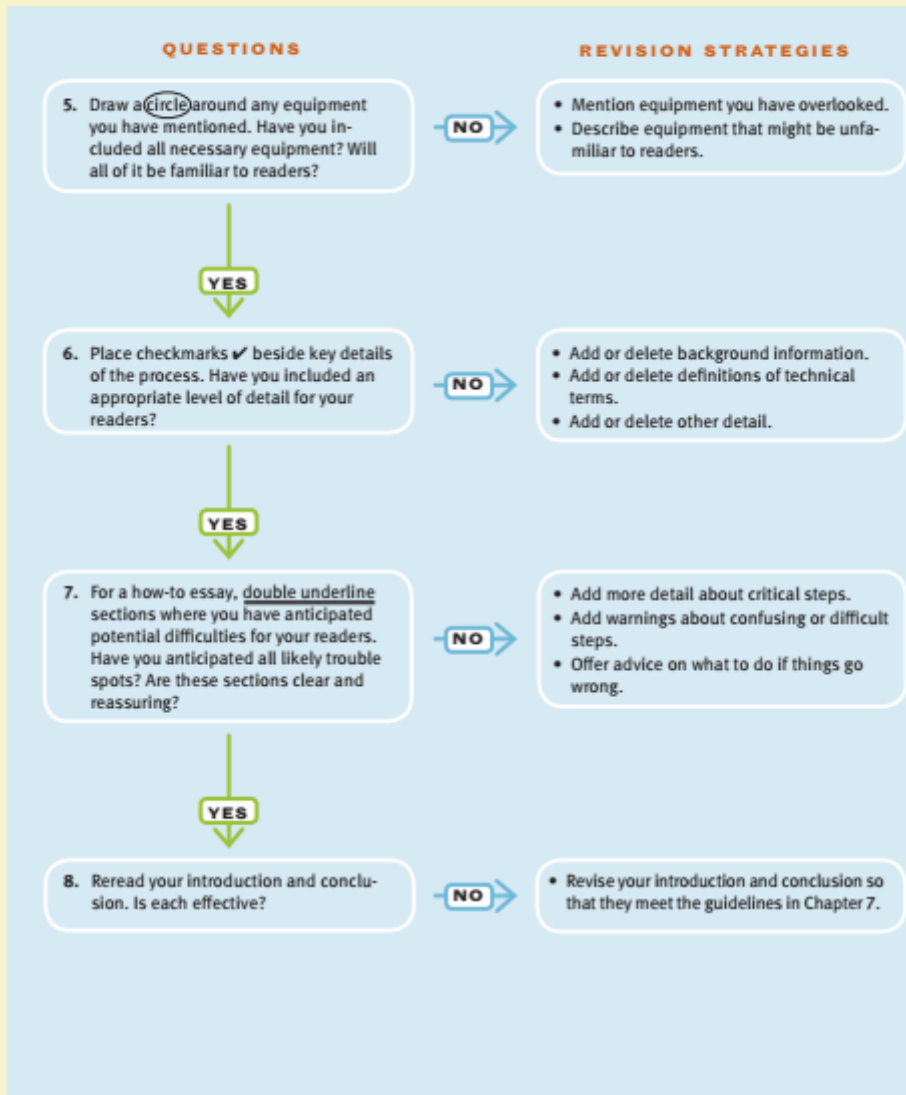 QUESTIONS
REVISION STRATEGIES
5. Draw a circle around any equipment
you have mentioned. Have you in-
cluded all necessary equipment? Will
all of it be familiar to readers?
NO
• Mention equipment you have overlooked.
• Describe equipment that might be unfa-
miliar to readers.
YES
6. Place checkmarks ✔ beside key details
of the process. Have you included an
appropriate level of detail for your
readers?
NO
• Add or delete background information.
• Add or delete definitions of technical
terms.
• Add or delete other detail.
YES
7. For a how-to essay, double underline
sections where you have anticipated
potential difficulties for your readers.
Have you anticipated all likely trouble
spots? Are these sections clear and
reassuring?
NO
• Add more detail about critical steps.
• Add warnings about confusing or difficult
steps.
• Offer advice on what to do if things go
wrong.
YES
8. Reread your introduction and conclu-
sion. Is each effective?
NO
• Revise your introduction and conclusion so
that they meet the guidelines in Chapter 7.